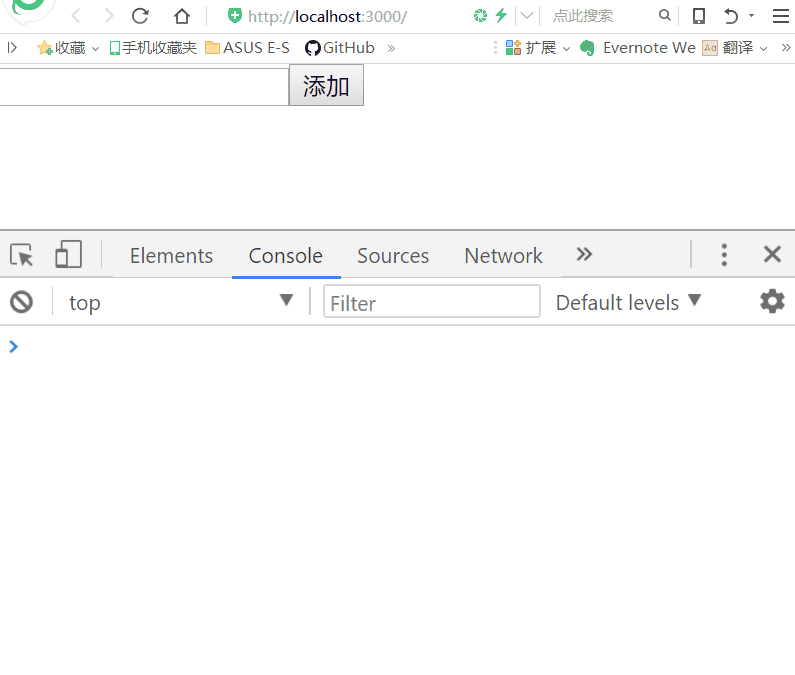 http://localhost:3000/ 点此搜索
收藏 手机收藏夹 ASUS E-S GitHub » 扩展 Evernote We Aa 翻译 »
添加
Elements Console Sources Network »
top Filter Default levels